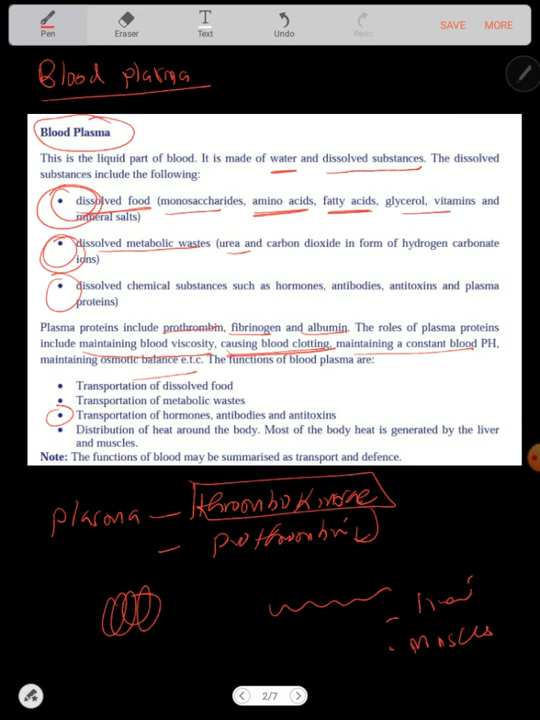 Pen
Eraser
Text
Undo
Redo
SAVE
MORE
Blood plasma
Blood Plasma
This is the liquid part of blood. It is made of water and dissolved substances. The dissolved
substances include the following:
• dissolved food (monosaccharides, amino acids, fatty acids, glycerol, vitamins and
mineral salts)
• dissolved metabolic wastes (urea and carbon dioxide in form of hydrogen carbonate
ions)
• dissolved chemical substances such as hormones, antibodies, antitoxins and plasma
proteins)
Plasma proteins include prothrombin, fibrinogen and albumin. The roles of plasma proteins
include maintaining blood viscosity, causing blood clotting, maintaining a constant blood PH,
maintaining osmotic balance e.t.c. The functions of blood plasma are:
• Transportation of dissolved food
• Transportation of metabolic wastes
• Transportation of hormones, antibodies and antitoxins
• Distribution of heat around the body. Most of the body heat is generated by the liver
and muscles.
Note: The functions of blood may be summarised as transport and defence.
plasma — thrombokinase
— prothrombin
- liver
- muscles
2/7